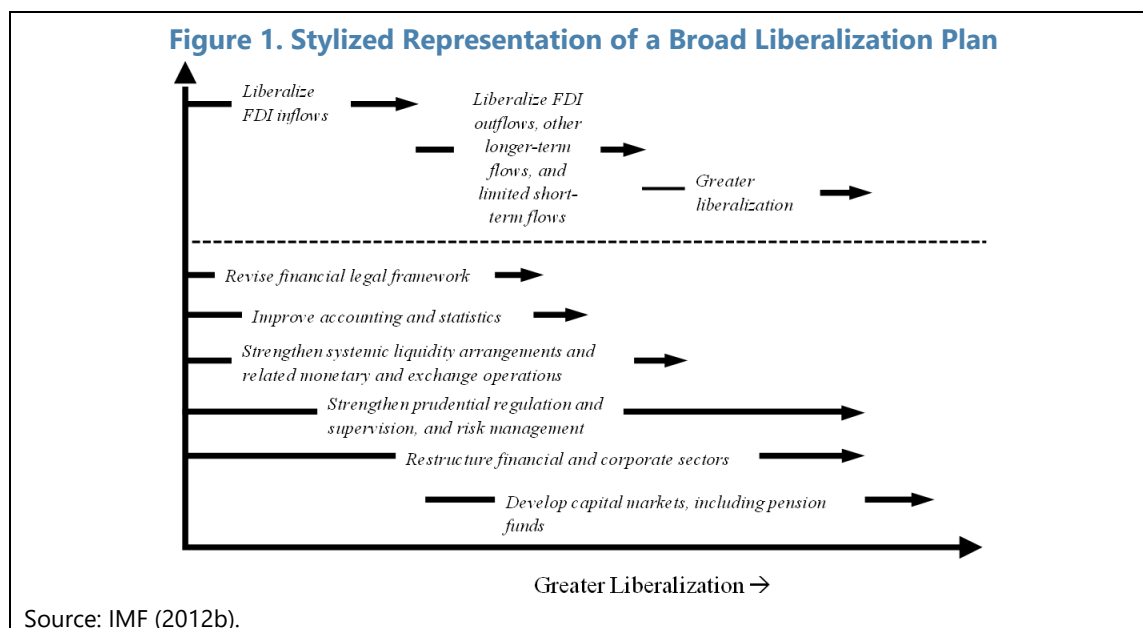 Figure 1. Stylized Representation of a Broad Liberalization Plan
Liberalize
FDI inflows
Liberalize FDI
outflows, other
longer-term
flows, and
limited short-
term flows
Greater
liberalization
Revise financial legal framework
Improve accounting and statistics
Strengthen systemic liquidity arrangements and
related monetary and exchange operations
Strengthen prudential regulation and
supervision, and risk management
Restructure financial and corporate sectors
Develop capital markets, including pension
funds
Greater Liberalization →
Source: IMF (2012b).